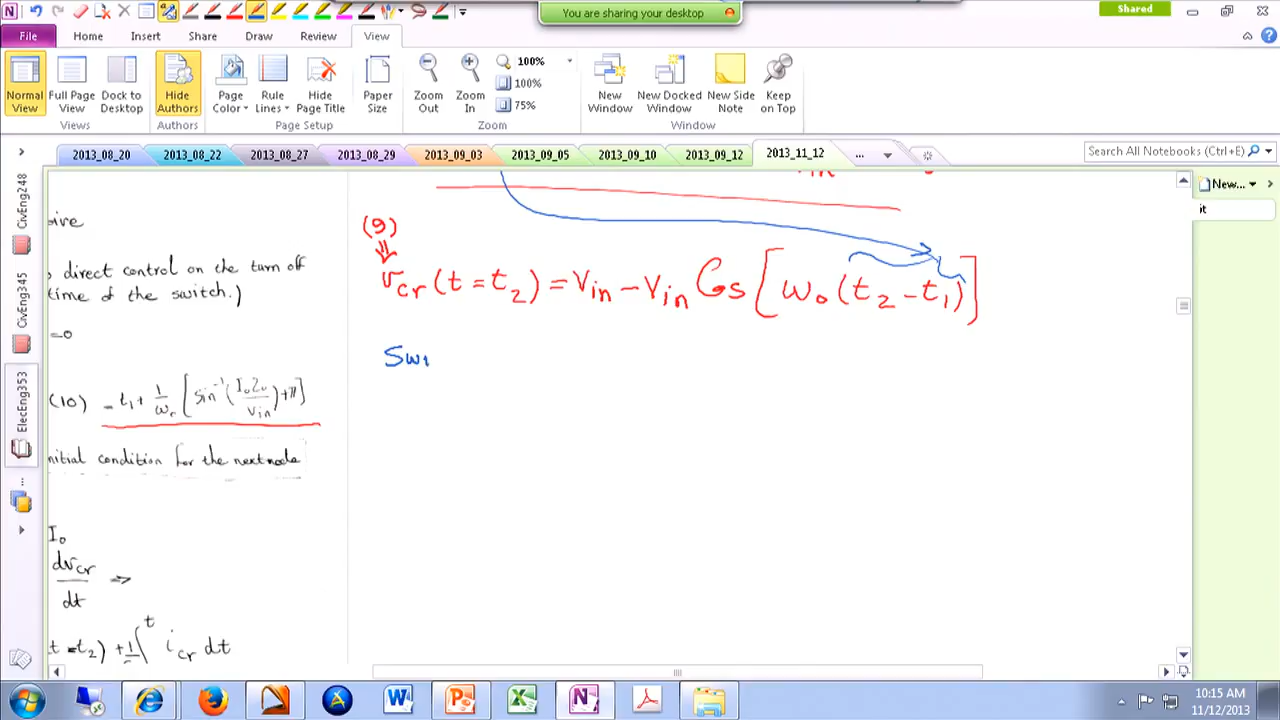 You are sharing your desktop
Shared
File Home Insert Share Draw Review View
Normal View
Full Page View
Dock to Desktop
Hide Authors
Page Color
Rule Lines
Hide Page Title
Paper Size
Zoom Out
Zoom In
100%
100%
75%
New Window
New Docked Window
New Side Note
Keep on Top
Views Authors Page Setup Zoom Window
2013_08_20 2013_08_22 2013_08_27 2013_08_29 2013_09_03 2013_09_05 2013_09_10 2013_09_12 2013_11_12 ...
Search All Notebooks (Ctrl+E)
New...
CivEng248
CivEng345
ElecEng353
direct control on the turn off
time of the switch.)
=0
(10) = t₁ + 1/ωᵣ [sin⁻¹(I₀Z₀/Vin)+π]
nitial condition for the next mode
I₀
dvcr/dt ⇒
t = t₂) + 1/ ∫ᵗ icr dt
(9)
⇓
vcr (t = t₂) = Vin – Vin Cos [ω₀ (t₂ – t₁)]
Swi
10:15 AM
11/12/2013